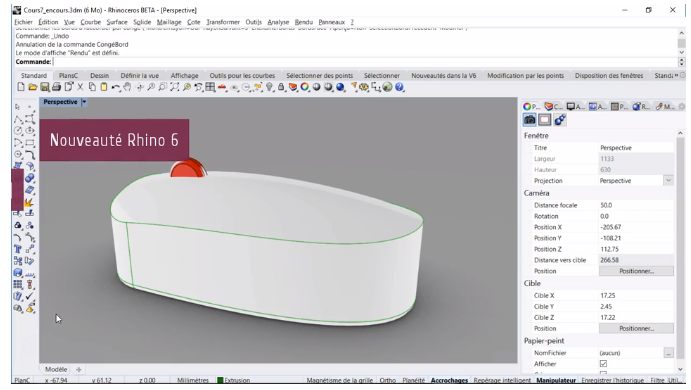 Cours7_encours.3dm (6 Mo) - Rhinoceros BETA - [Perspective]
Fichier Édition Vue Courbe Surface Solide Maillage Cote Transformer Outils Analyse Rendu Panneaux ?
Commande: _Undo
Annulation de la commande CongéBord
Le mode d'affiche "Rendu" est défini.
Commande:
Standard PlansC Dessin Définir la vue Affichage Outils pour les courbes Sélectionner des points Sélectionner Nouveautés dans la V6 Modification par les points Disposition des fenêtres Standa
Perspective
Nouveauté Rhino 6
P... C... A... A... P... R... M...
Fenêtre
Titre Perspective
Largeur 1133
Hauteur 630
Projection Perspective
Caméra
Distance focale 50.0
Rotation 0.0
Position X -205.67
Position Y -108.21
Position Z 112.75
Distance vers cible 266.58
Position Positionner...
Cible
Cible X 17.25
Cible Y 2.45
Cible Z 17.22
Position Positionner...
Papier-peint
NomFichier (aucun) ...
Afficher
Modèle
PlanC x -67.94 y 61.12 z 0.00 Millimètres Extrusion Magnétisme de la grille Ortho Planéité Accrochages Repérage intelligent Manipulateur Enregistrer l'historique Filtre Uti...